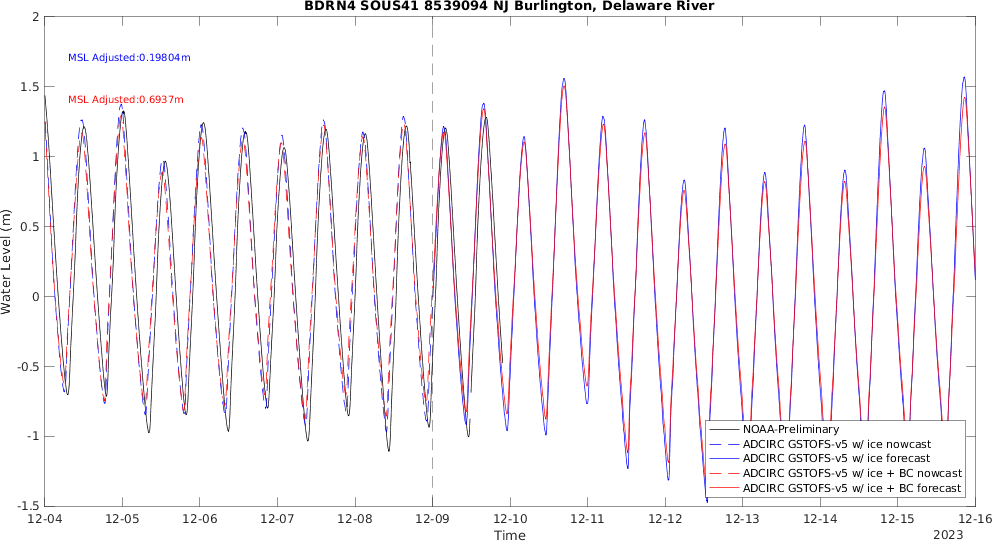 BDRN4 SOUS41 8539094 NJ Burlington, Delaware River
MSL Adjusted:0.19804m
MSL Adjusted:0.6937m
Water Level (m)
2
1.5
1
0.5
0
-0.5
-1
-1.5
NOAA-Preliminary
ADCIRC GSTOFS-v5 w/ ice nowcast
ADCIRC GSTOFS-v5 w/ ice forecast
ADCIRC GSTOFS-v5 w/ ice + BC nowcast
ADCIRC GSTOFS-v5 w/ ice + BC forecast
12-04 12-05 12-06 12-07 12-08 12-09 12-10 12-11 12-12 12-13 12-14 12-15 12-16
Time
2023